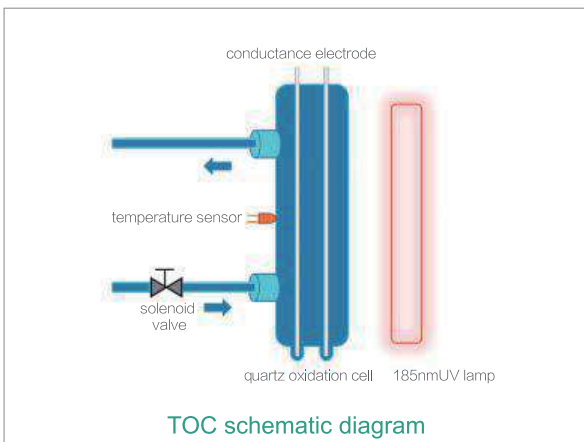 conductance electrode
temperature sensor
solenoid
valve
quartz oxidation cell
185nmUV lamp
TOC schematic diagram